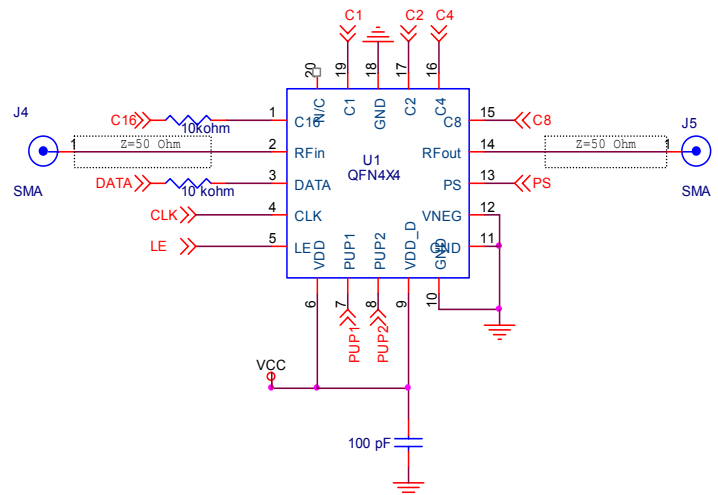 C1 C2 C4
20 19 18 17 16
N/C C1 GND C2 C4
J4 J5
C16 10kohm 1 C16 C8 15 C8
1 Z=50 Ohm 2 RFin U1 RFout 14 Z=50 Ohm 1
QFN4X4
SMA DATA 10 kohm 3 DATA PS 13 PS SMA
CLK 4 CLK VNEG 12
LE 5 LE GND 11
VDD PUP1 PUP2 VDD_D GND
6 7 8 9 10
PUP1 PUP2
VCC
100 pF